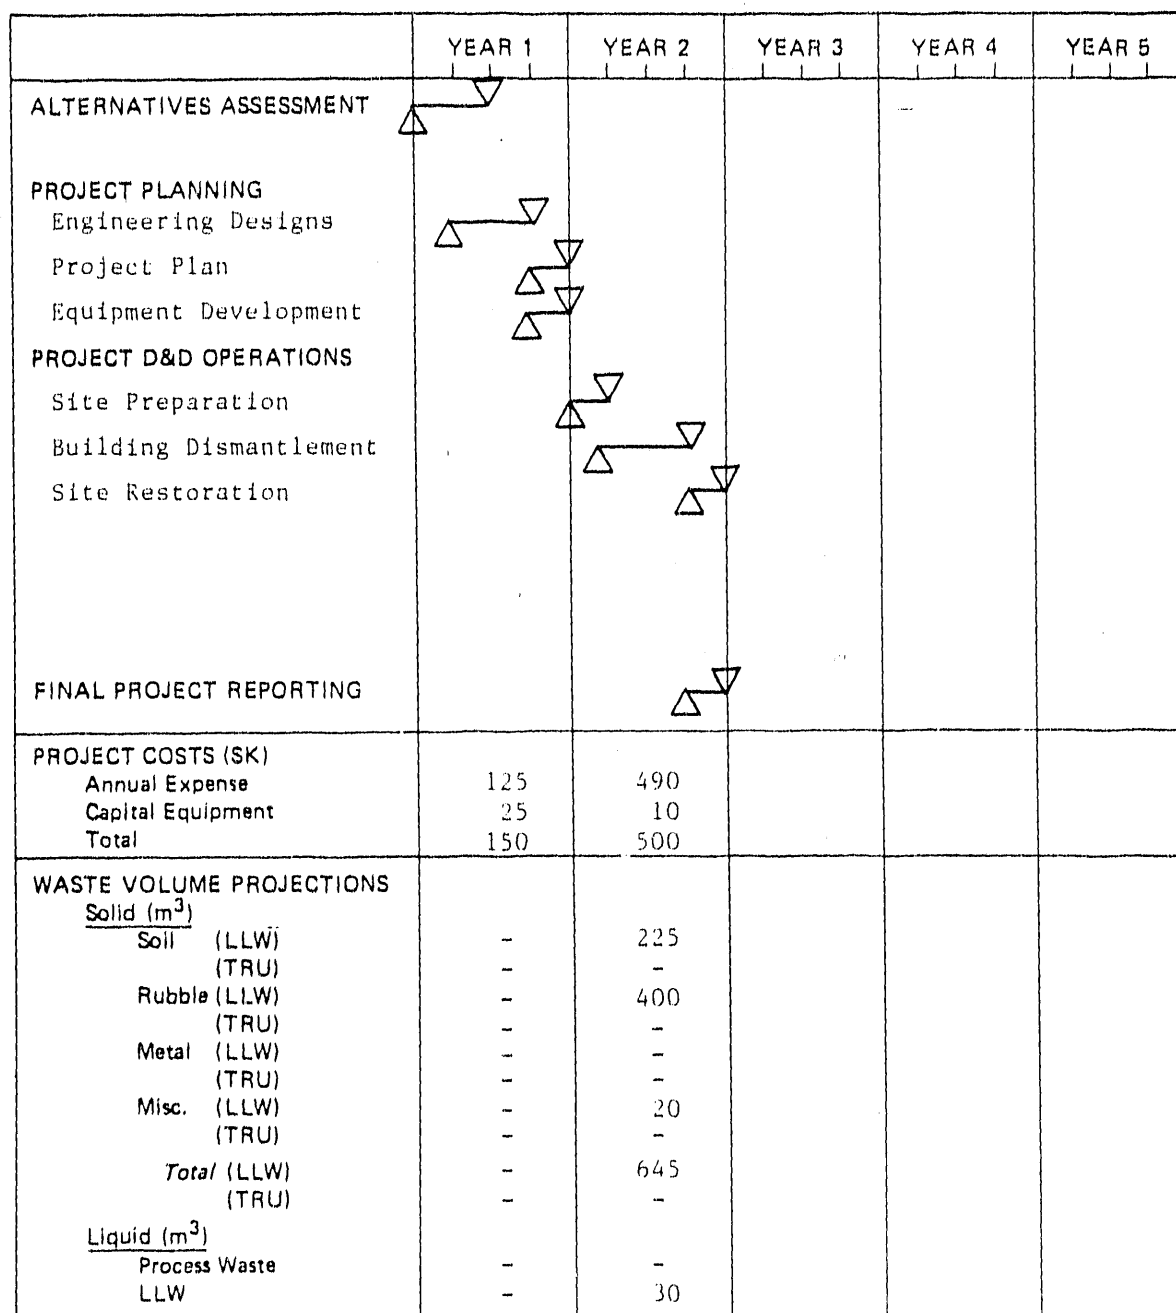 YEAR 1 YEAR 2 YEAR 3 YEAR 4 YEAR 5
ALTERNATIVES ASSESSMENT
PROJECT PLANNING
Engineering Designs
Project Plan
Equipment Development
PROJECT D&D OPERATIONS
Site Preparation
Building Dismantlement
Site Restoration
FINAL PROJECT REPORTING
PROJECT COSTS ($K)
Annual Expense 125 490
Capital Equipment 25 10
Total 150 500
WASTE VOLUME PROJECTIONS
Solid (m³)
Soil (LLW) - 225
(TRU) - -
Rubble (LLW) - 400
(TRU) - -
Metal (LLW) - -
(TRU) - -
Misc. (LLW) - 20
(TRU) - -
Total (LLW) - 645
(TRU) - -
Liquid (m³)
Process Waste - -
LLW - 30